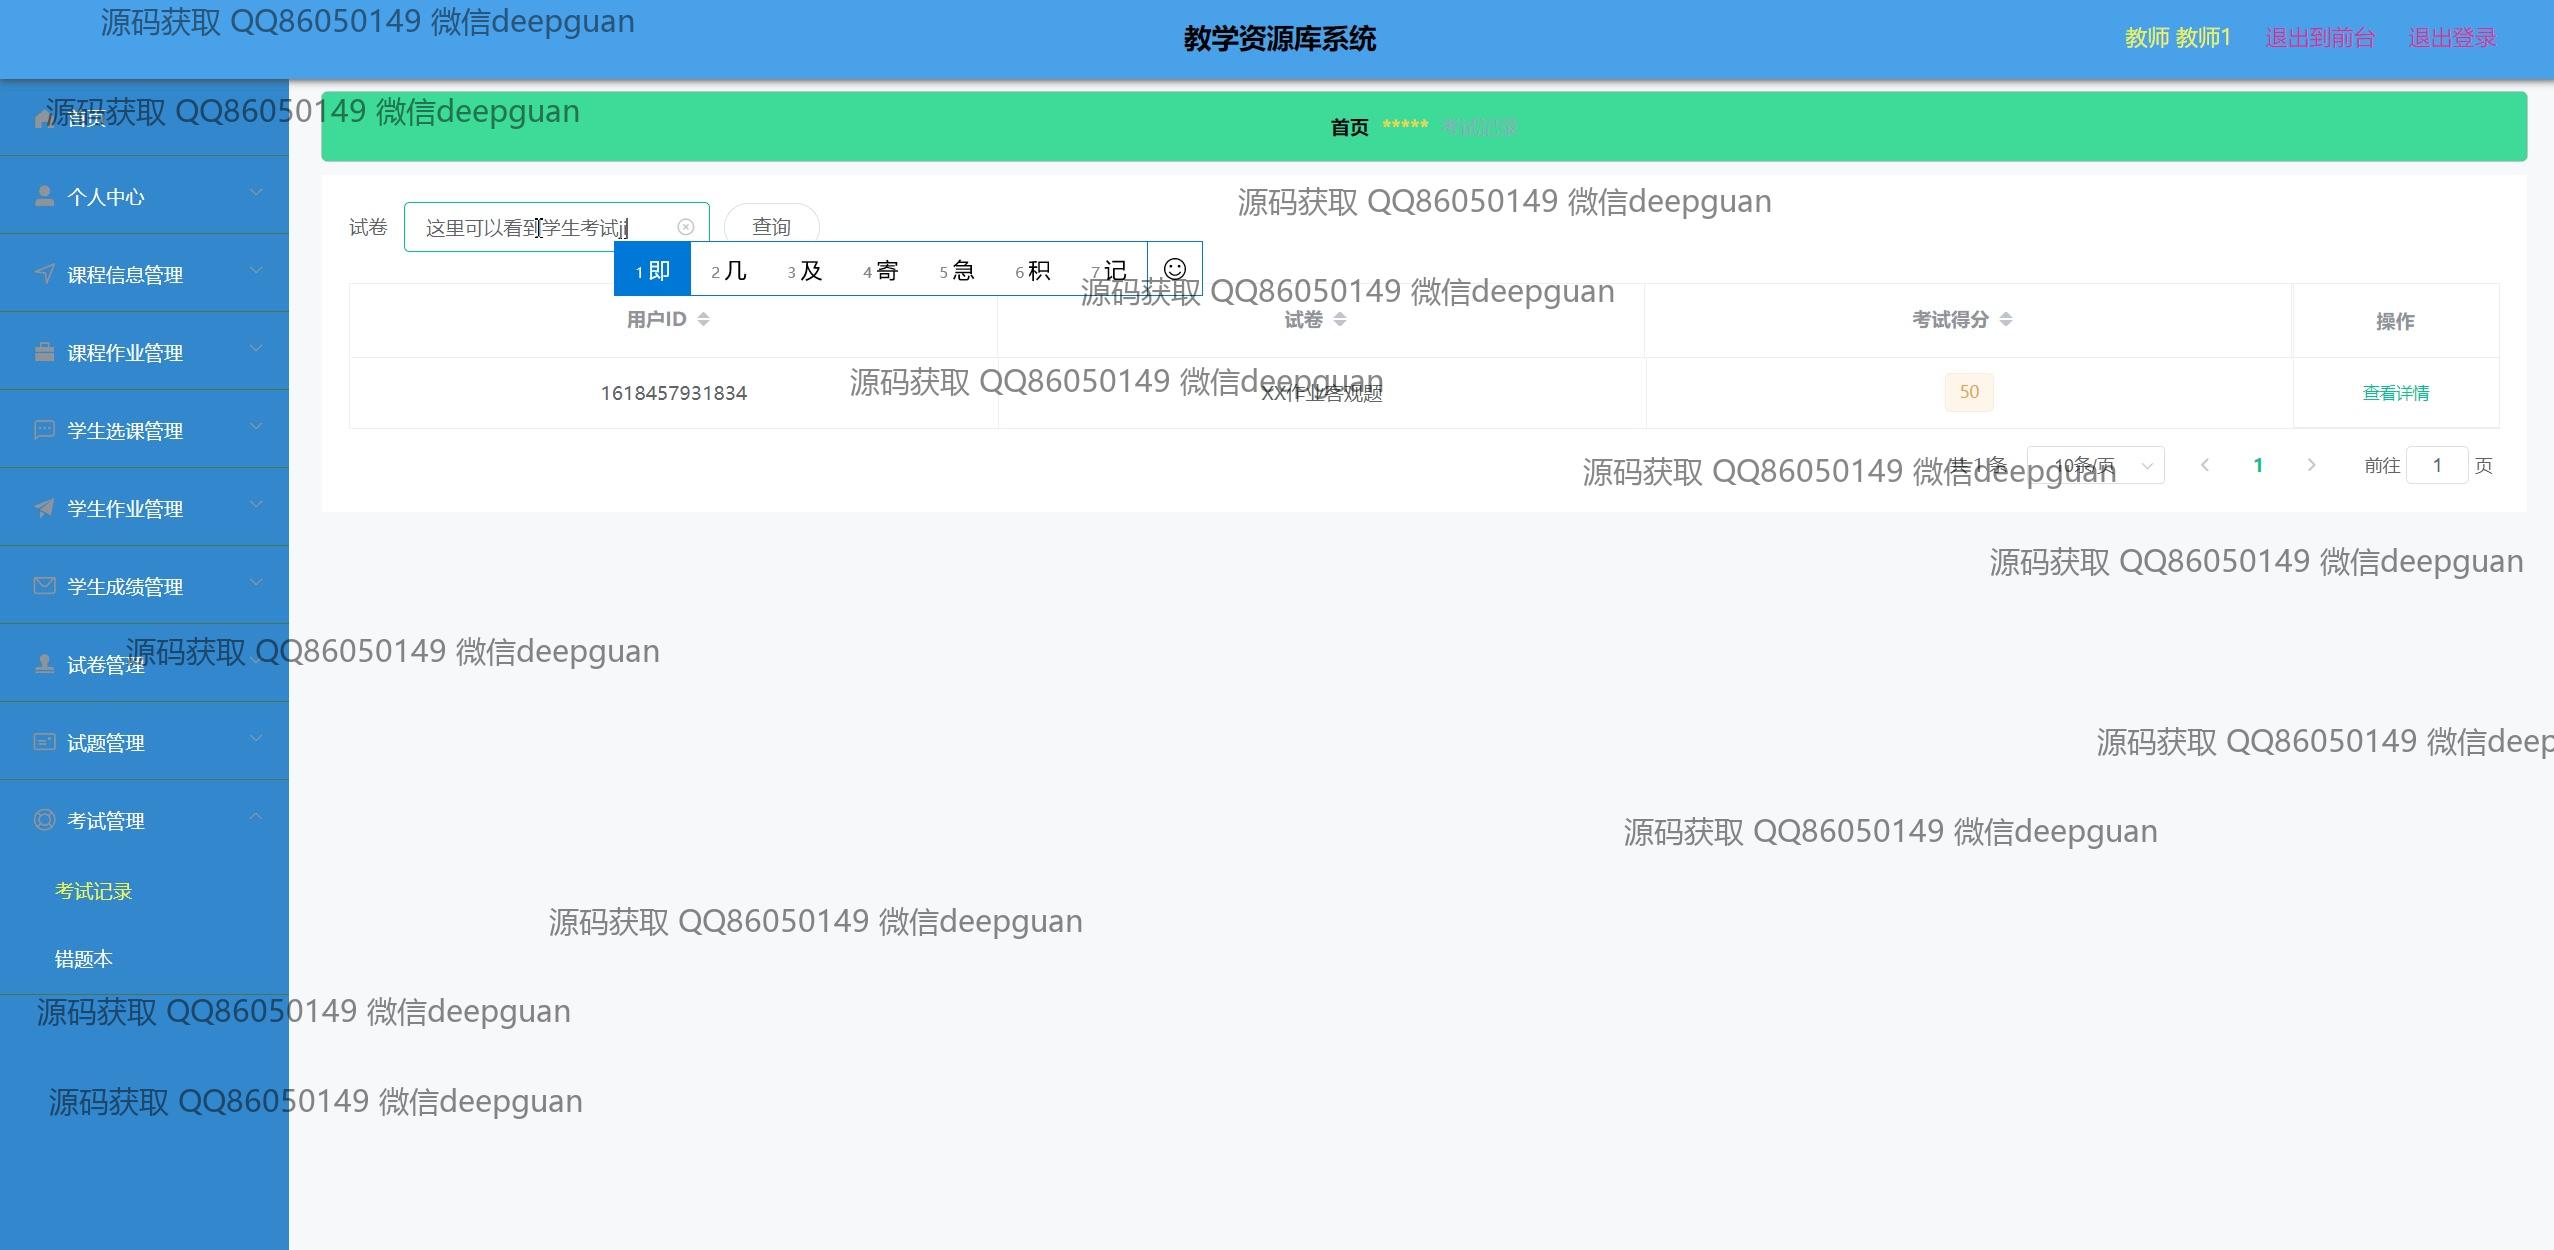 源码获取 QQ86050149 微信deepguan
教学资源库系统
教师 教师1 退出到前台 退出登录
首页
源码获取 QQ86050149 微信deepguan
首页 ***** 考试记录
个人中心
源码获取 QQ86050149 微信deepguan
试卷 这里可以看到学生考试ji 查询
1 即 2 几 3 及 4 寄 5 急 6 积 7 记
课程信息管理
源码获取 QQ86050149 微信deepguan
用户ID 试卷 考试得分 操作
课程作业管理
源码获取 QQ86050149 微信deepguan
1618457931834 XX作业客观题 50 查看详情
学生选课管理
共 1 条 10条/页 1 前往 1 页
源码获取 QQ86050149 微信deepguan
学生作业管理
源码获取 QQ86050149 微信deepguan
学生成绩管理
源码获取 QQ86050149 微信deepguan
试卷管理
试题管理
源码获取 QQ86050149 微信deep
考试管理
源码获取 QQ86050149 微信deepguan
考试记录
源码获取 QQ86050149 微信deepguan
错题本
源码获取 QQ86050149 微信deepguan
源码获取 QQ86050149 微信deepguan